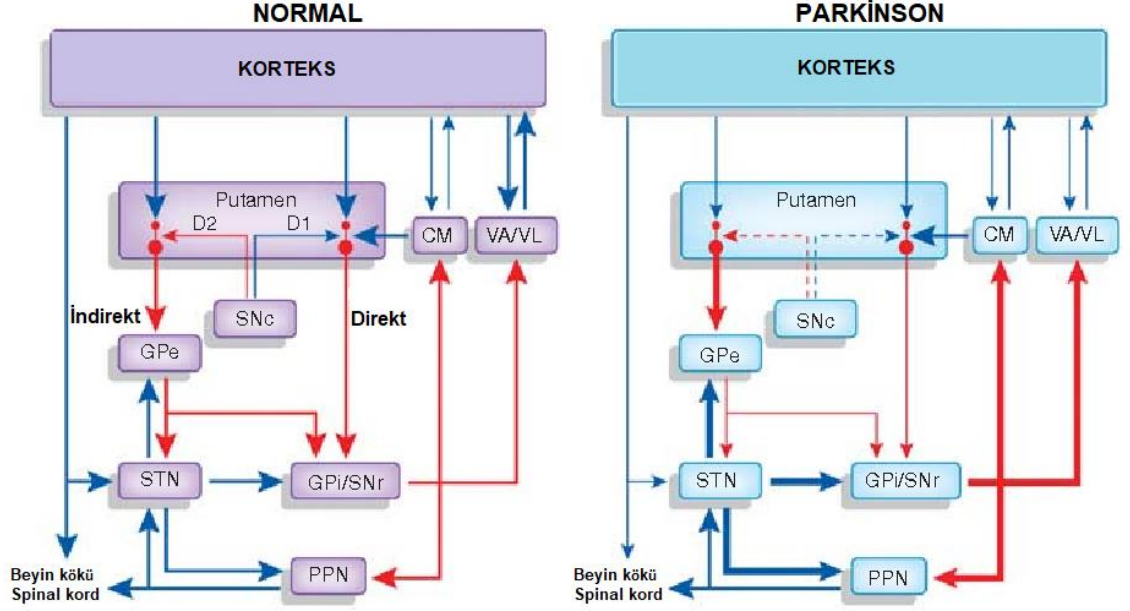 NORMAL
KORTEKS
Putamen
D2
D1
CM
VA/VL
İndirekt
SNc
Direkt
GPe
STN
GPi/SNr
PPN
Beyin kökü
Spinal kord
PARKİNSON
KORTEKS
Putamen
CM
VA/VL
SNc
GPe
STN
GPi/SNr
PPN
Beyin kökü
Spinal kord